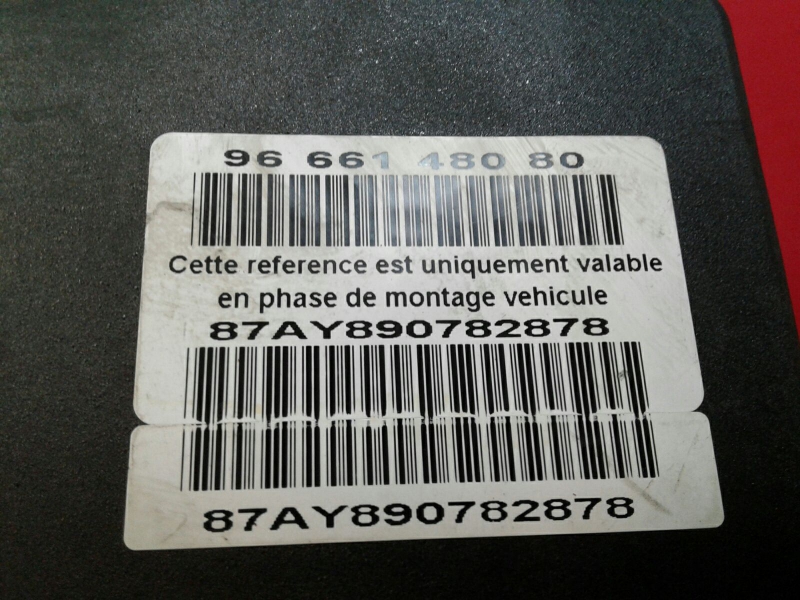 96 661 480 80
Cette reference est uniquement valable
en phase de montage vehicule
87AY890782878
87AY890782878